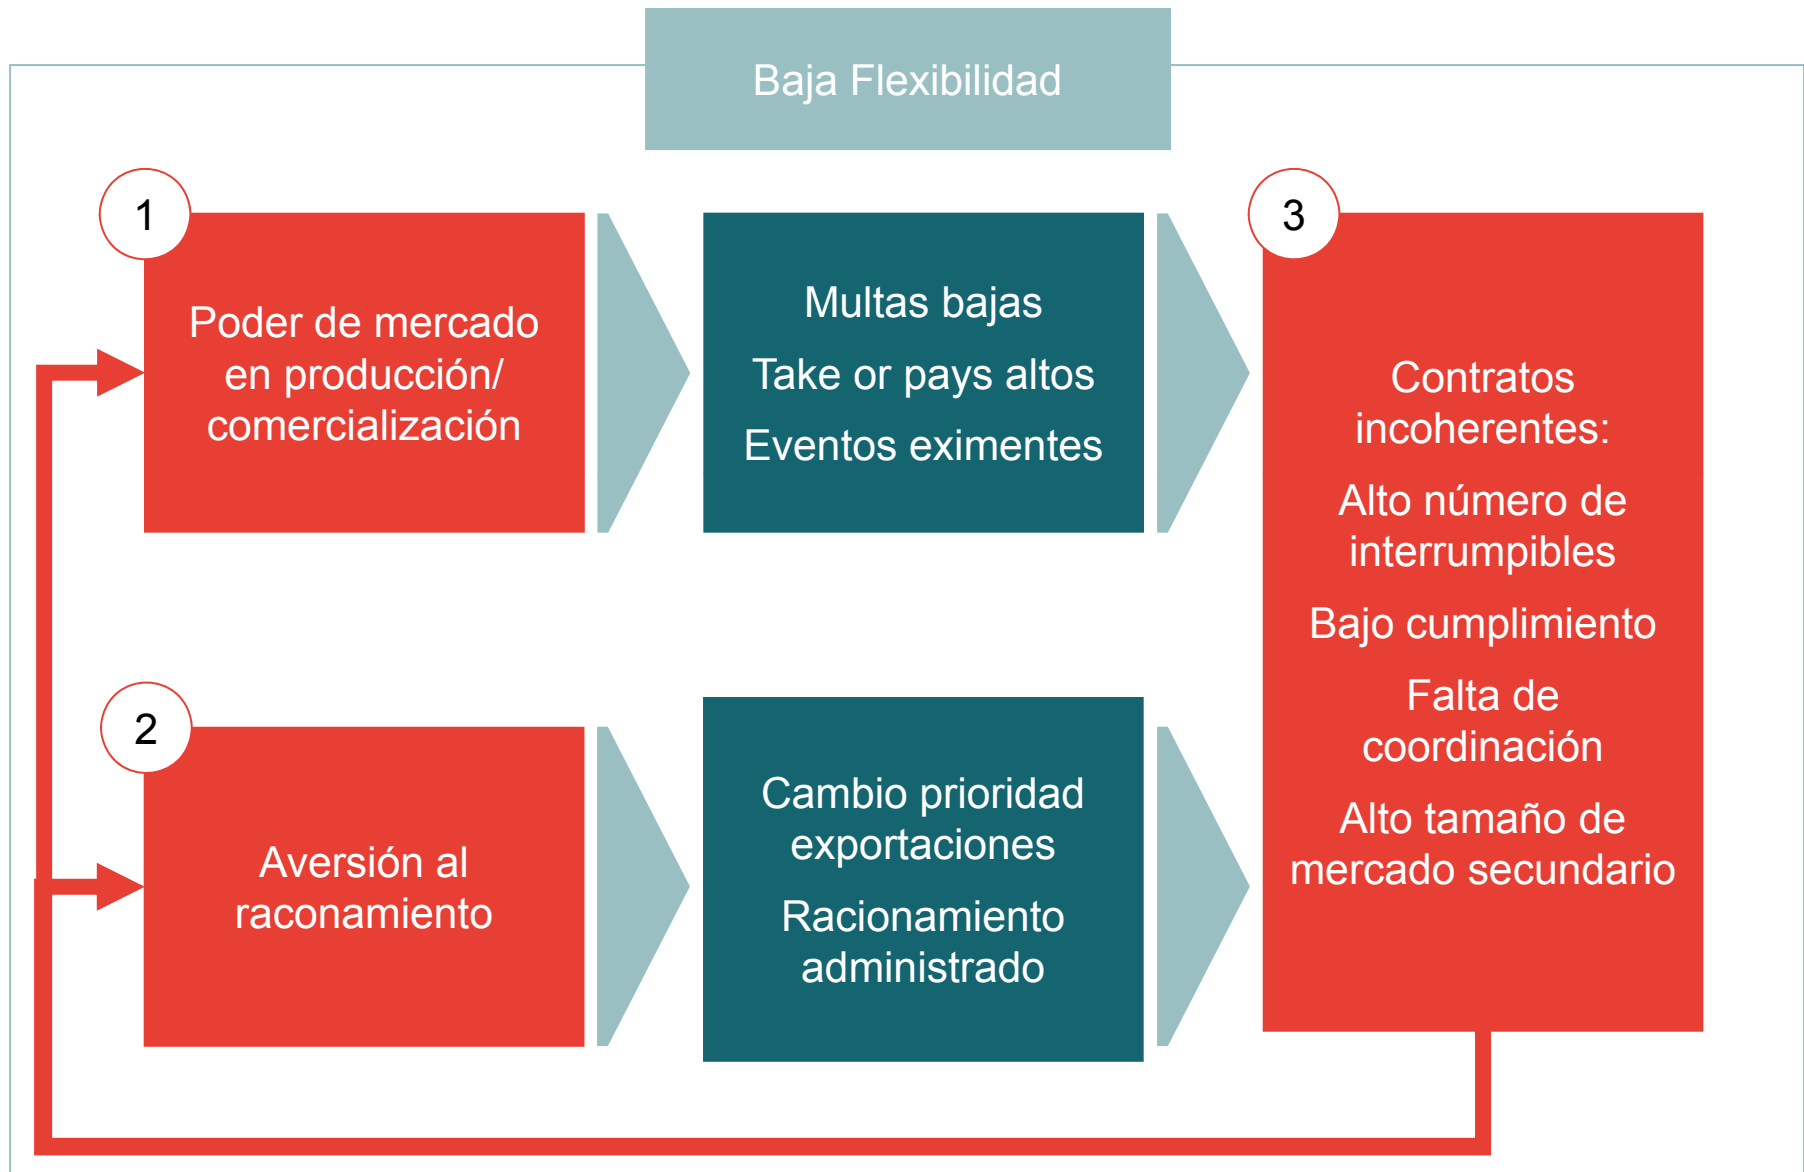 Baja Flexibilidad
1
Poder de mercado
en producción/
comercialización
Multas bajas
Take or pays altos
Eventos eximentes
2
Aversión al
raconamiento
Cambio prioridad
exportaciones
Racionamiento
administrado
3
Contratos
incoherentes:
Alto número de
interrumpibles
Bajo cumplimiento
Falta de
coordinación
Alto tamaño de
mercado secundario